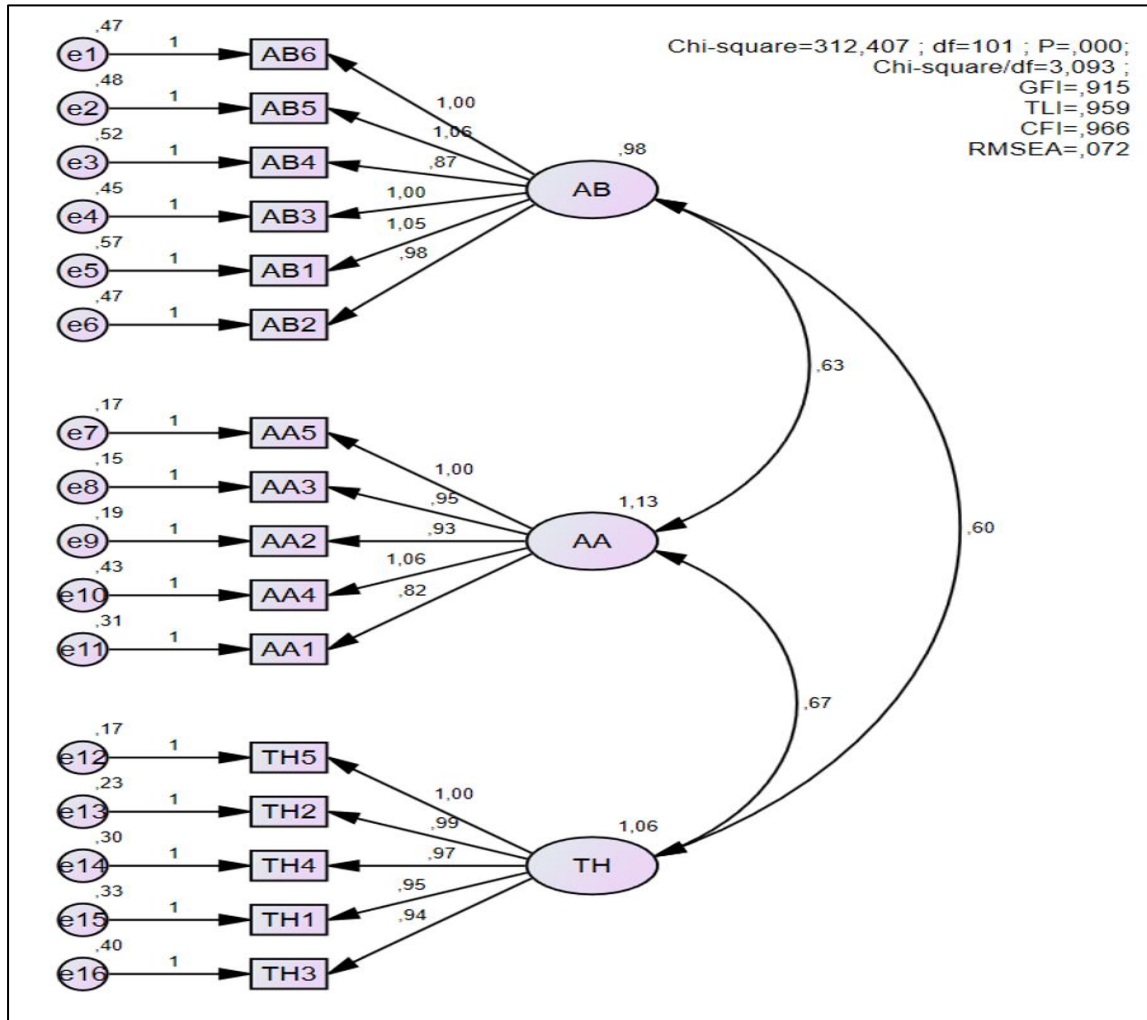 Chi-square=312,407 ; df=101 ; P=,000;
Chi-square/df=3,093 ;
GFI=,915
TLI=,959
CFI=,966
RMSEA=,072
,47
e1 1 AB6
,48
e2 1 AB5
,52
e3 1 AB4
,45
e4 1 AB3
,57
e5 1 AB1
,47
e6 1 AB2
1,00
1,06
,87
1,00
1,05
,98
,98
AB
,63
,17
e7 1 AA5
,15
e8 1 AA3
,19
e9 1 AA2
,43
e10 1 AA4
,31
e11 1 AA1
1,00
,95
,93
1,06
,82
1,13
AA
,60
,67
,17
e12 1 TH5
,23
e13 1 TH2
,30
e14 1 TH4
,33
e15 1 TH1
,40
e16 1 TH3
1,00
,99
,97
,95
,94
1,06
TH